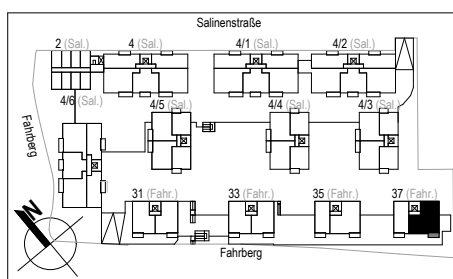 Salinenstraße
2 (Sal.) 4 (Sal.) 4/1 (Sal.) 4/2 (Sal.)
4/6 (Sal.) 4/5 (Sal.) 4/4 (Sal.) 4/3 (Sal.)
Fahrberg
31 (Fahr.) 33 (Fahr.) 35 (Fahr.) 37 (Fahr.)
N
Fahrberg